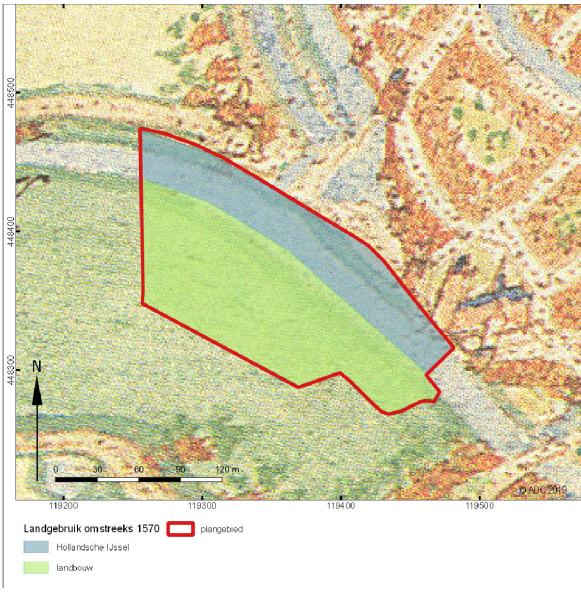 448500
448400
448300
N
0 30 60 90 120 m
© ADC 2019
119200 119300 119400 119500
Landgebruik omstreeks 1570 plangebied
Hollandsche IJssel
landbouw